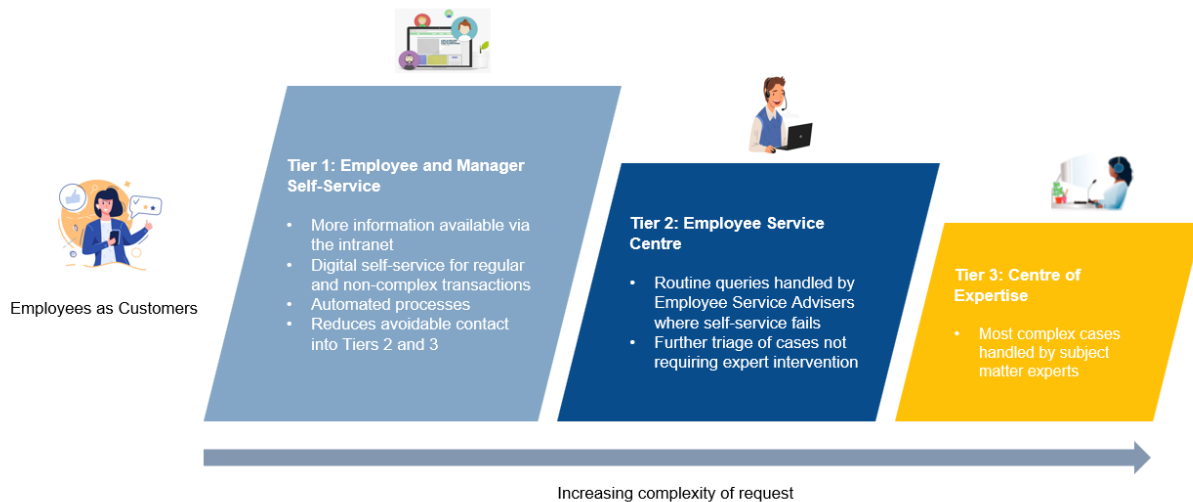 Employees as Customers
Tier 1: Employee and Manager
Self-Service
• More information available via
the intranet
• Digital self-service for regular
and non-complex transactions
• Automated processes
• Reduces avoidable contact
into Tiers 2 and 3
Tier 2: Employee Service
Centre
• Routine queries handled by
Employee Service Advisers
where self-service fails
• Further triage of cases not
requiring expert intervention
Tier 3: Centre of
Expertise
• Most complex cases
handled by subject
matter experts
Increasing complexity of request